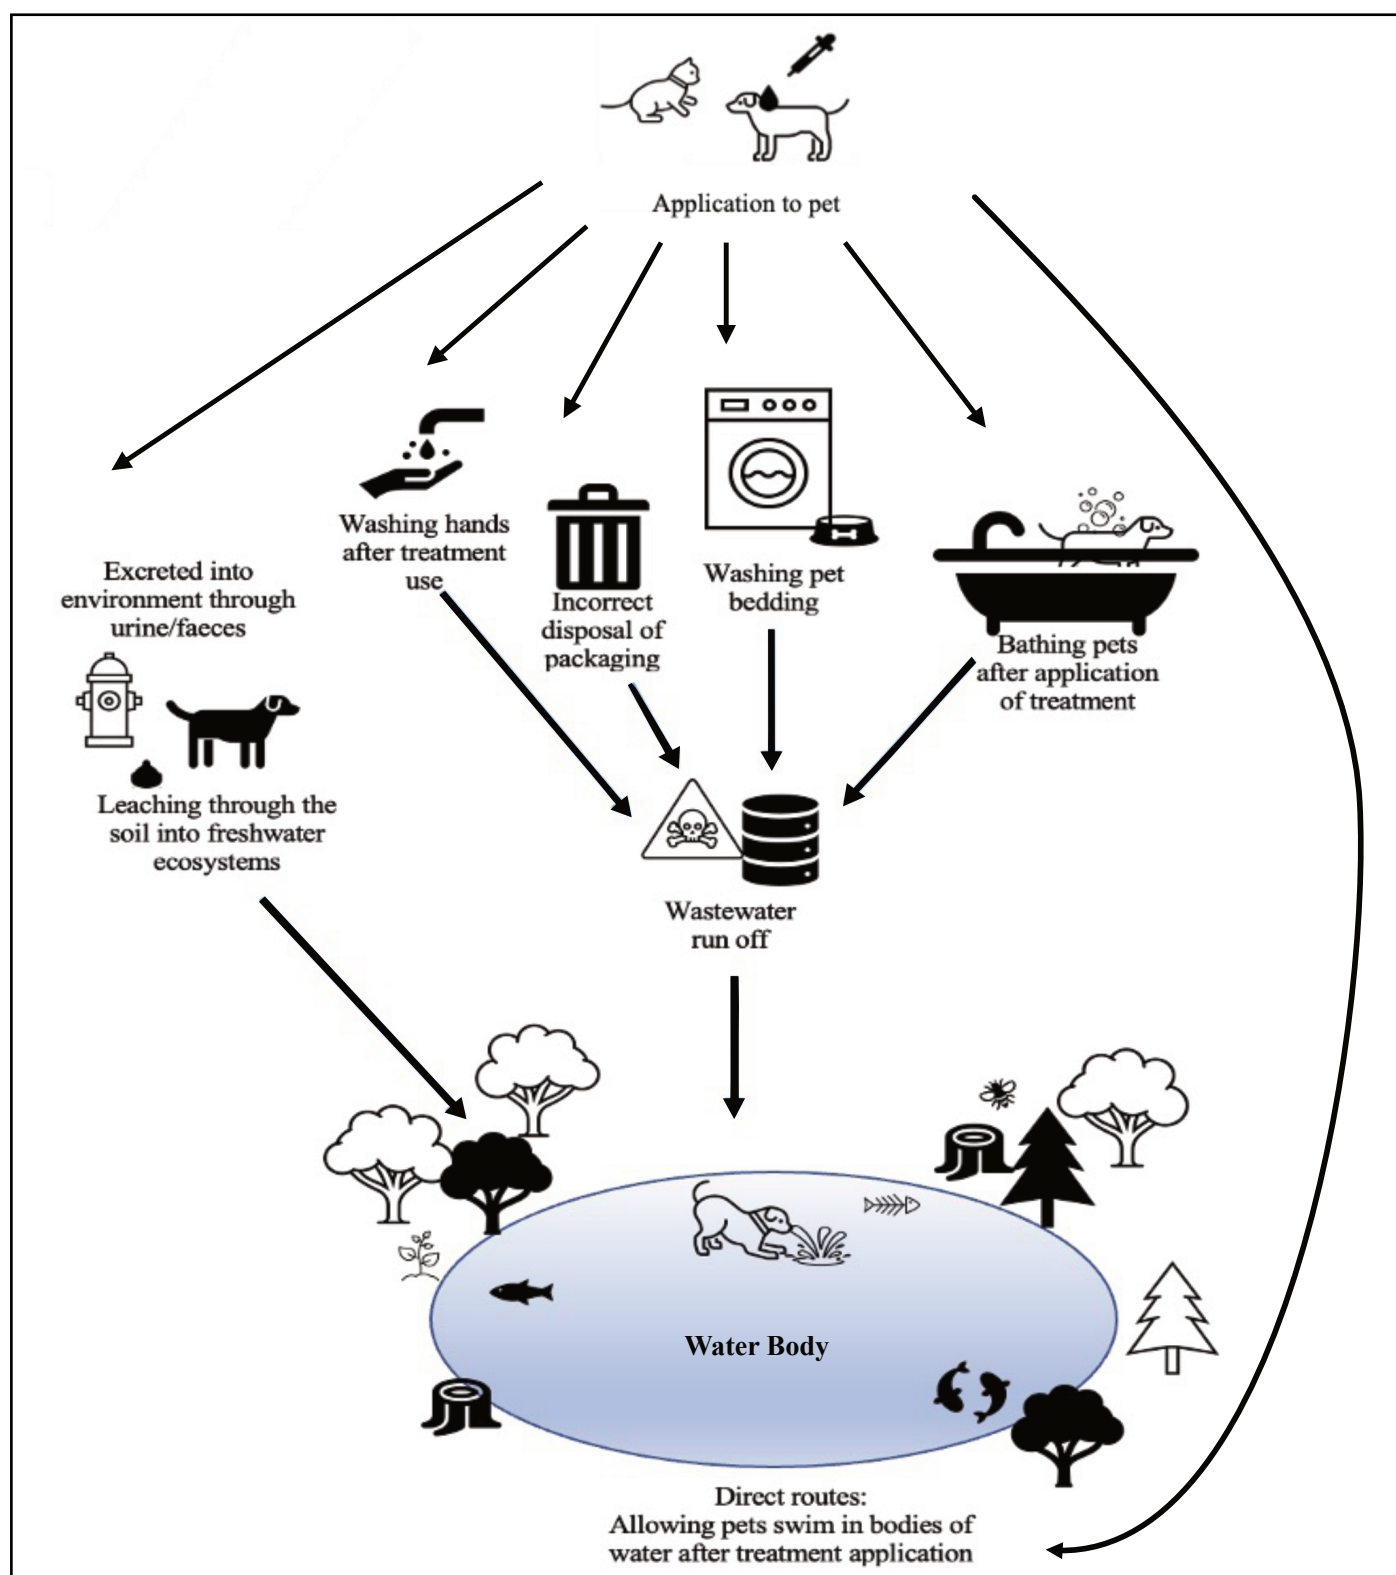 Application to pet
Washing hands
after treatment
use
Incorrect
disposal of
packaging
Washing pet
bedding
Bathing pets
after application
of treatment
Excreted into
environment through
urine/faeces
Leaching through the
soil into freshwater
ecosystems
Wastewater
run off
Water Body
Direct routes:
Allowing pets swim in bodies of
water after treatment application